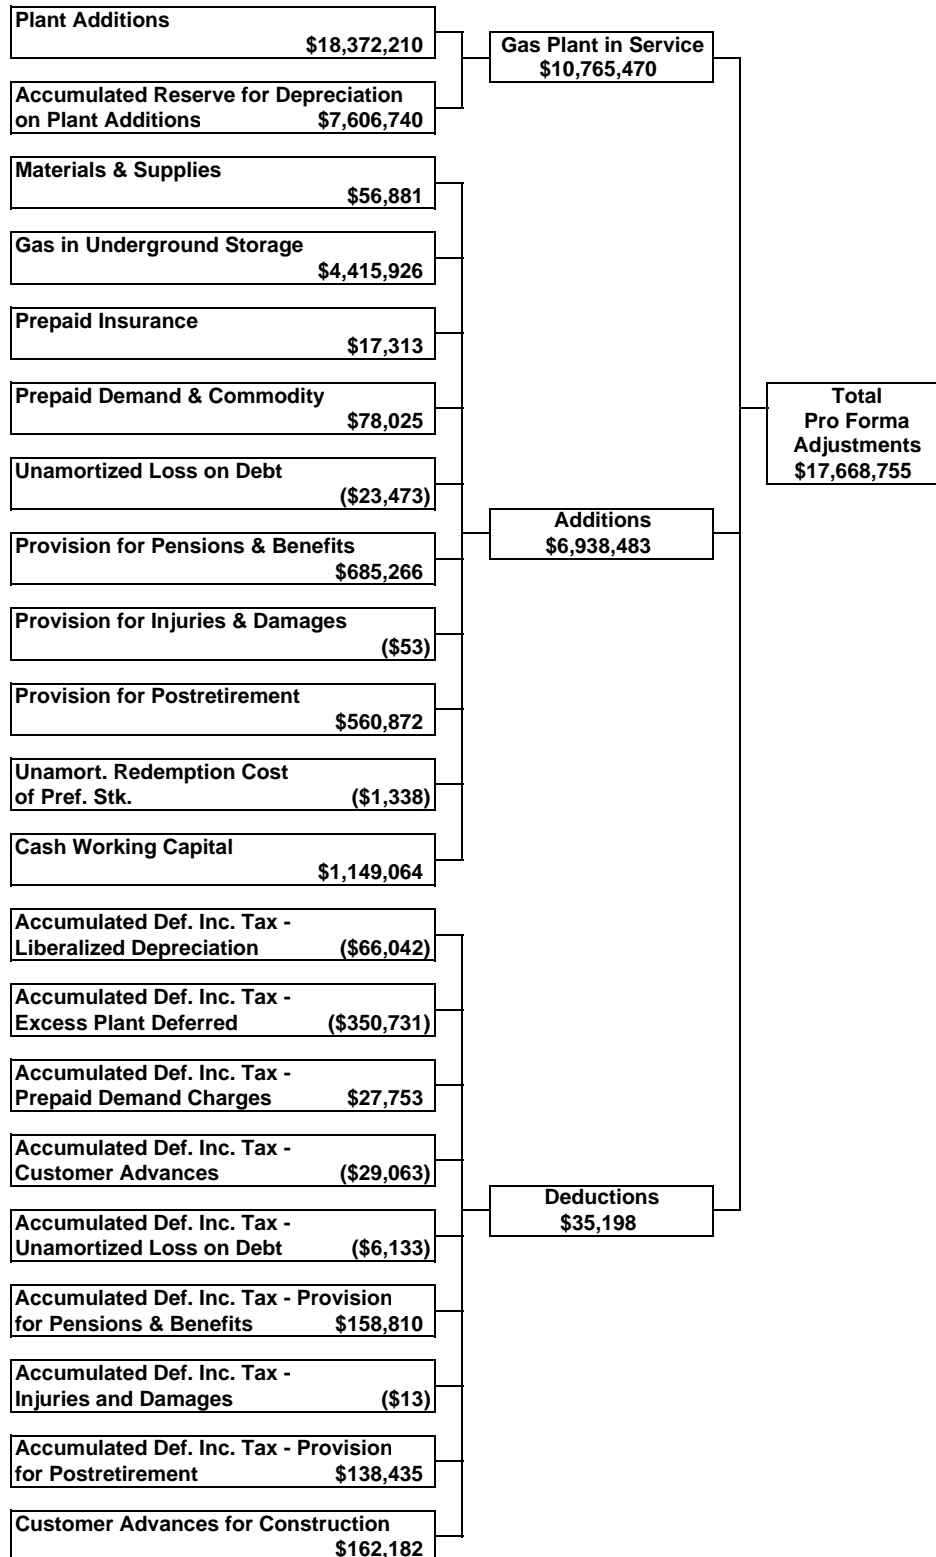 Plant Additions
$18,372,210
Accumulated Reserve for Depreciation
on Plant Additions $7,606,740
Gas Plant in Service
$10,765,470
Materials & Supplies
$56,881
Gas in Underground Storage
$4,415,926
Prepaid Insurance
$17,313
Prepaid Demand & Commodity
$78,025
Unamortized Loss on Debt
($23,473)
Provision for Pensions & Benefits
$685,266
Provision for Injuries & Damages
($53)
Provision for Postretirement
$560,872
Unamort. Redemption Cost
of Pref. Stk. ($1,338)
Cash Working Capital
$1,149,064
Additions
$6,938,483
Accumulated Def. Inc. Tax -
Liberalized Depreciation ($66,042)
Accumulated Def. Inc. Tax -
Excess Plant Deferred ($350,731)
Accumulated Def. Inc. Tax -
Prepaid Demand Charges $27,753
Accumulated Def. Inc. Tax -
Customer Advances ($29,063)
Accumulated Def. Inc. Tax -
Unamortized Loss on Debt ($6,133)
Accumulated Def. Inc. Tax - Provision
for Pensions & Benefits $158,810
Accumulated Def. Inc. Tax -
Injuries and Damages ($13)
Accumulated Def. Inc. Tax - Provision
for Postretirement $138,435
Customer Advances for Construction
$162,182
Deductions
$35,198
Total
Pro Forma
Adjustments
$17,668,755